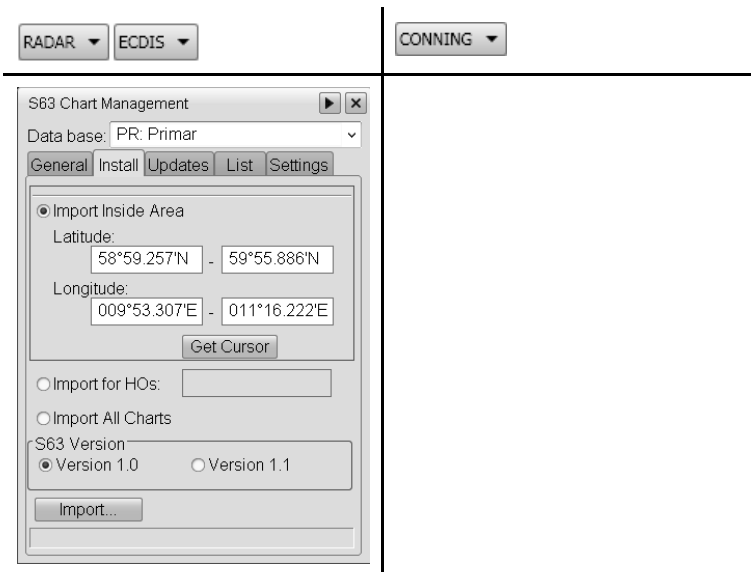 RADAR ECDIS
CONNING
S63 Chart Management
Data base: PR: Primar
General Install Updates List Settings
Import Inside Area
Latitude:
58°59.257'N - 59°55.886'N
Longitude:
009°53.307'E - 011°16.222'E
Get Cursor
Import for HOs:
Import All Charts
S63 Version
Version 1.0 Version 1.1
Import...